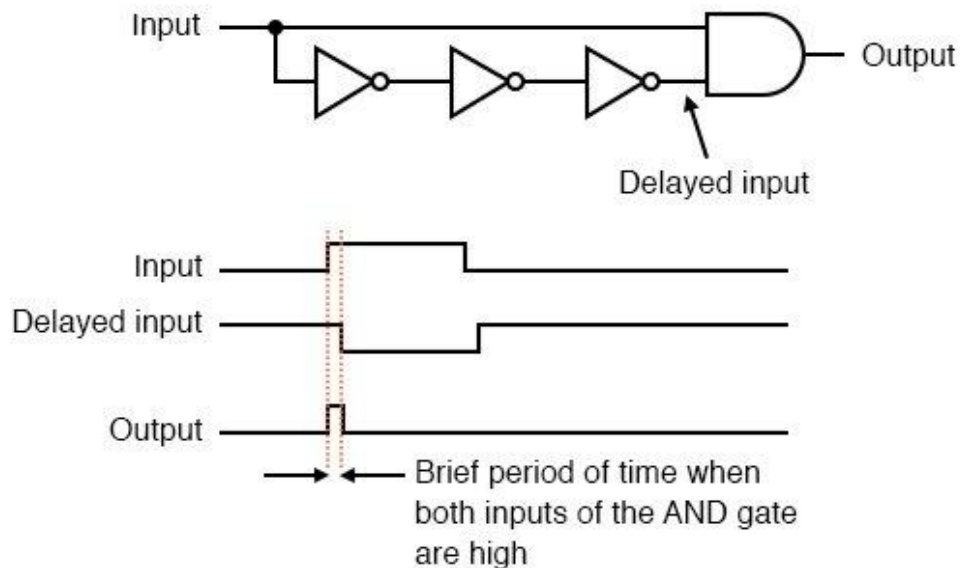 Input
Output
Delayed input
Input
Delayed input
Output
Brief period of time when
both inputs of the AND gate
are high